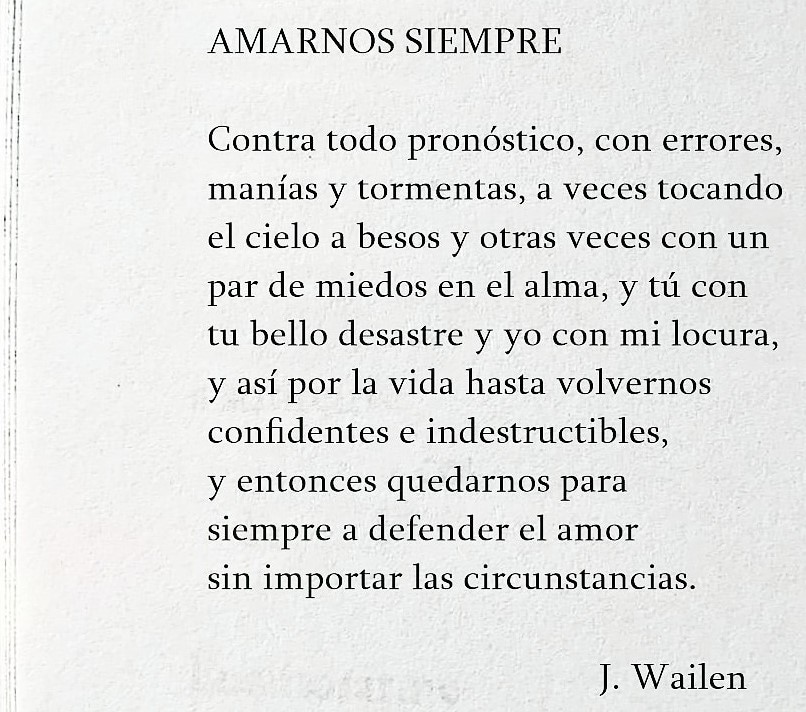 AMARNOS SIEMPRE
Contra todo pronóstico, con errores,
manías y tormentas, a veces tocando
el cielo a besos y otras veces con un
par de miedos en el alma, y tú con
tu bello desastre y yo con mi locura,
y así por la vida hasta volvernos
confidentes e indestructibles,
y entonces quedarnos para
siempre a defender el amor
sin importar las circunstancias.
J. Wailen